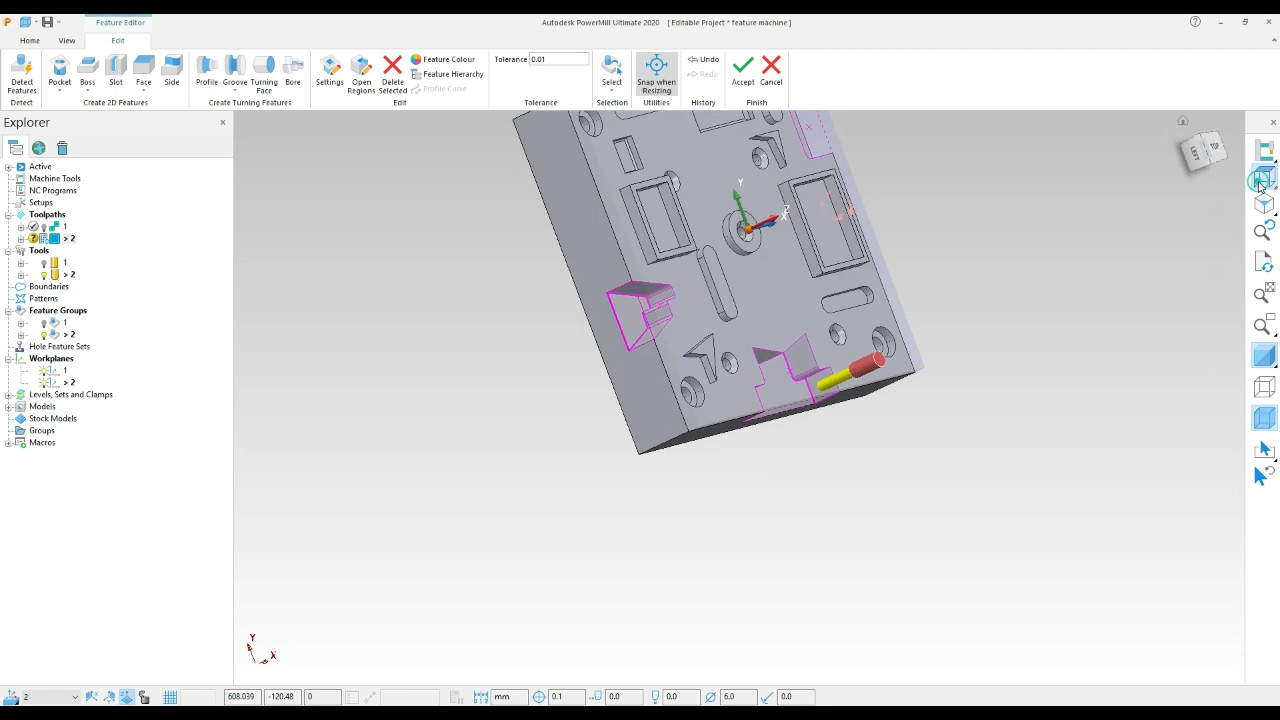 Feature Editor
Autodesk PowerMill Ultimate 2020 [ Editable Project * feature machine ]
Home View Edit
Detect Features
Pocket
Boss
Slot
Face
Side
Profile
Groove
Turning Face
Bore
Settings
Open Regions
Delete Selected
Feature Colour
Feature Hierarchy
Profile Curve
Tolerance 0.01
Select
Snap when Resizing
Undo
Redo
Accept
Cancel
Detect Create 2D Features Create Turning Features Edit Tolerance Selection Utilities History Finish
Explorer
Active
Machine Tools
NC Programs
Setups
Toolpaths
1
> 2
Tools
1
> 2
Boundaries
Patterns
Feature Groups
1
> 2
Hole Feature Sets
Workplanes
1
> 2
Levels, Sets and Clamps
Models
Stock Models
Groups
Macros
LEFT TOP
Y
Z
X
Y
X
2 608.039 -120.48 0 mm 0.1 0.0 0.0 6.0 0.0